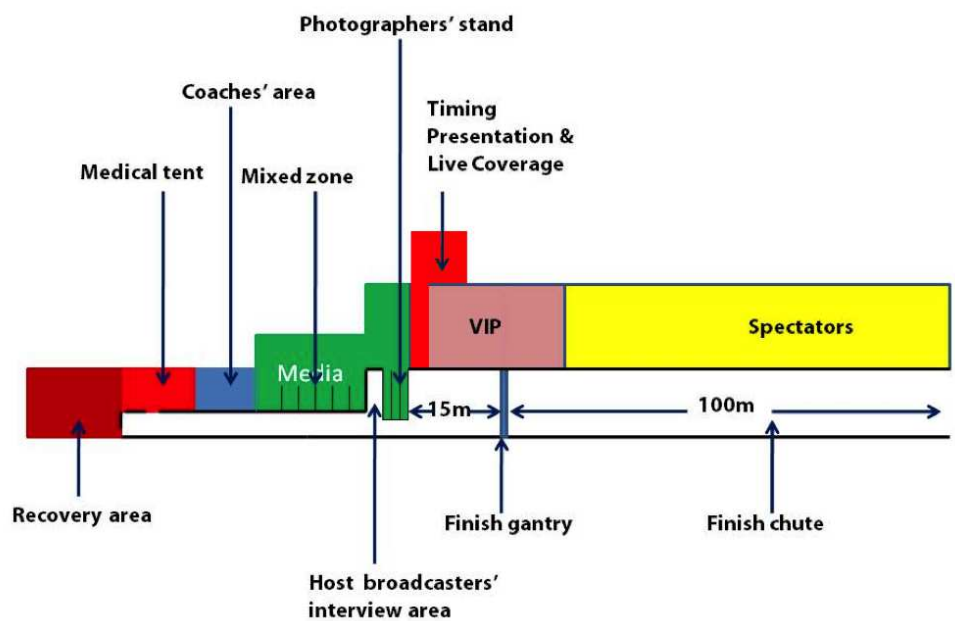 Photographers’ stand
Coaches’ area
Timing
Presentation &
Live Coverage
Medical tent
Mixed zone
VIP
Spectators
Media
15m
100m
Recovery area
Finish gantry
Finish chute
Host broadcasters’
interview area